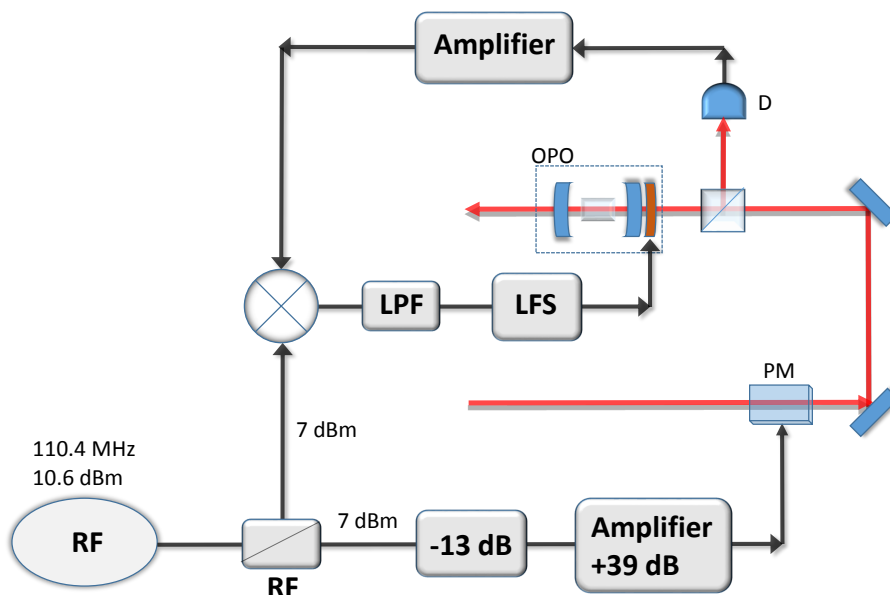 Amplifier
D
OPO
LPF
LFS
PM
7 dBm
110.4 MHz
10.6 dBm
RF
7 dBm
-13 dB
Amplifier
+39 dB
RF